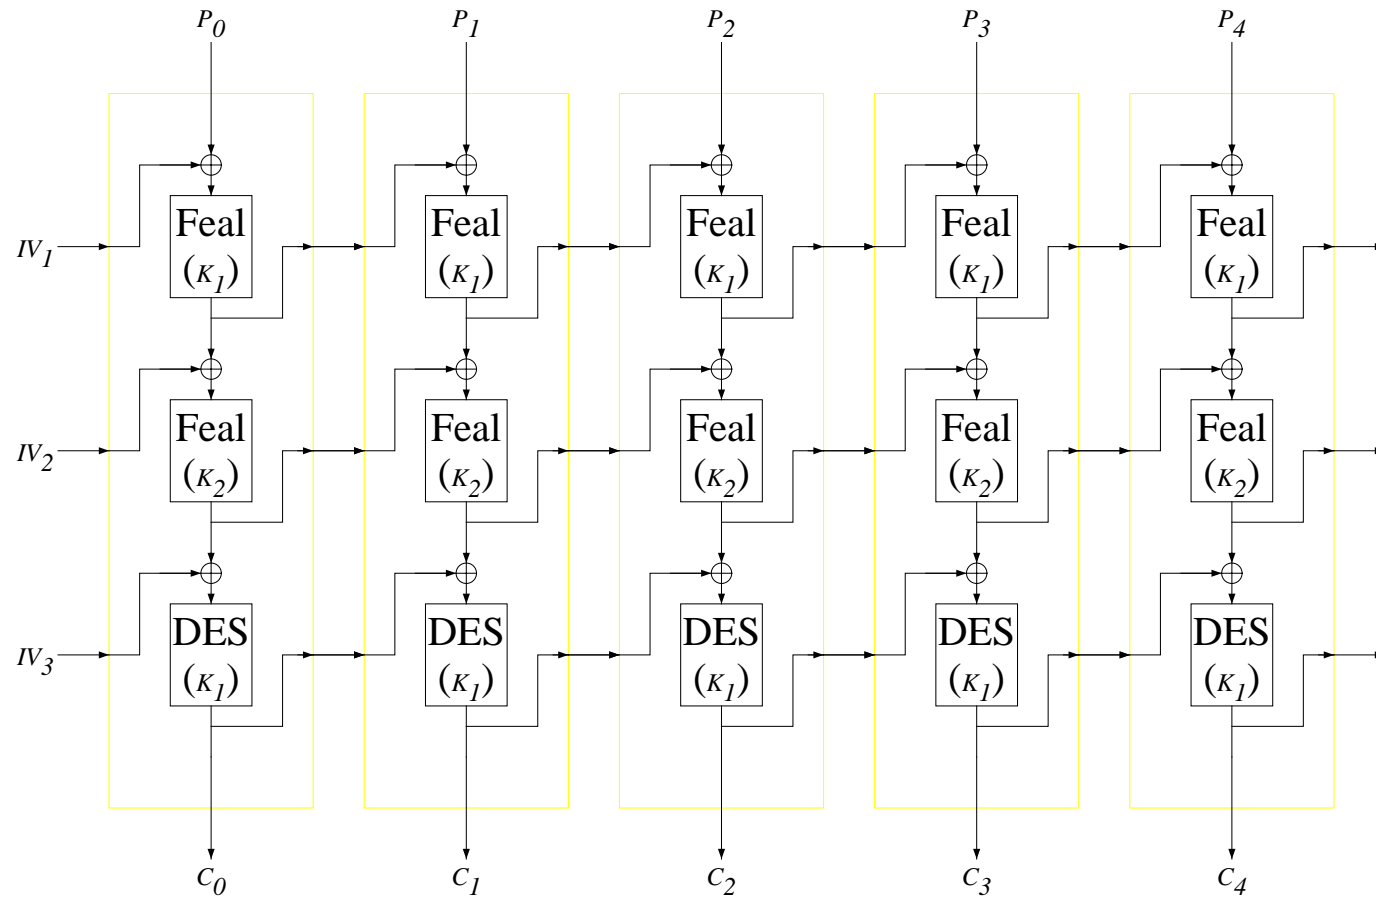 P0 P1 P2 P3 P4
Feal Feal Feal Feal Feal
IV1 (K1) (K1) (K1) (K1) (K1)
Feal Feal Feal Feal Feal
IV2 (K2) (K2) (K2) (K2) (K2)
DES DES DES DES DES
IV3 (K1) (K1) (K1) (K1) (K1)
C0 C1 C2 C3 C4